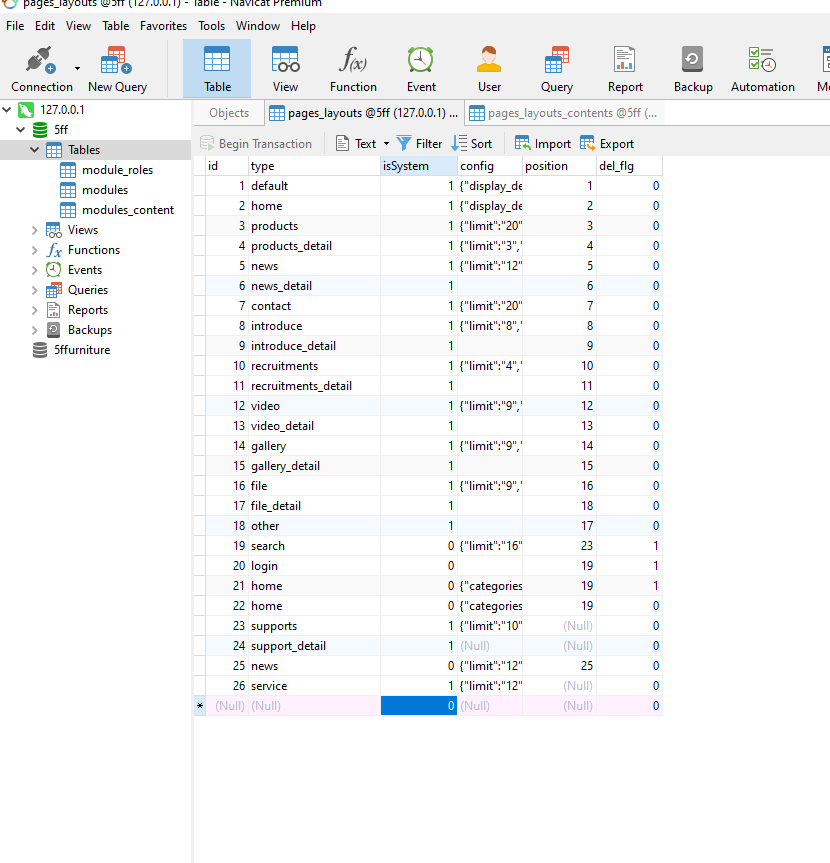 pages_layouts @5ff (127.0.0.1) - Table - Navicat Premium
File Edit View Table Favorites Tools Window Help
Connection New Query Table View Function Event User Query Report Backup Automation
127.0.0.1
5ff
Tables
module_roles
modules
modules_content
Views
Functions
Events
Queries
Reports
Backups
5ffurniture
Objects pages_layouts @5ff (127.0.0.1) ... pages_layouts_contents @5ff (...
Begin Transaction Text Filter Sort Import Export
id type isSystem config position del_flg
1 default 1 {"display_de 1 0
2 home 1 {"display_de 2 0
3 products 1 {"limit":"20" 3 0
4 products_detail 1 {"limit":"3"," 4 0
5 news 1 {"limit":"12" 5 0
6 news_detail 1 6 0
7 contact 1 {"limit":"20" 7 0
8 introduce 1 {"limit":"8"," 8 0
9 introduce_detail 1 9 0
10 recruitments 1 {"limit":"4"," 10 0
11 recruitments_detail 1 11 0
12 video 1 {"limit":"9"," 12 0
13 video_detail 1 13 0
14 gallery 1 {"limit":"9"," 14 0
15 gallery_detail 1 15 0
16 file 1 {"limit":"9"," 16 0
17 file_detail 1 18 0
18 other 1 17 0
19 search 0 {"limit":"16" 23 1
20 login 0 19 1
21 home 0 {"categories 19 1
22 home 0 {"categories 19 0
23 supports 1 {"limit":"10" (Null) 0
24 support_detail 1 (Null) (Null) 0
25 news 0 {"limit":"12" 25 0
26 service 1 {"limit":"12" (Null) 0
* (Null) (Null) 0 (Null) (Null) 0